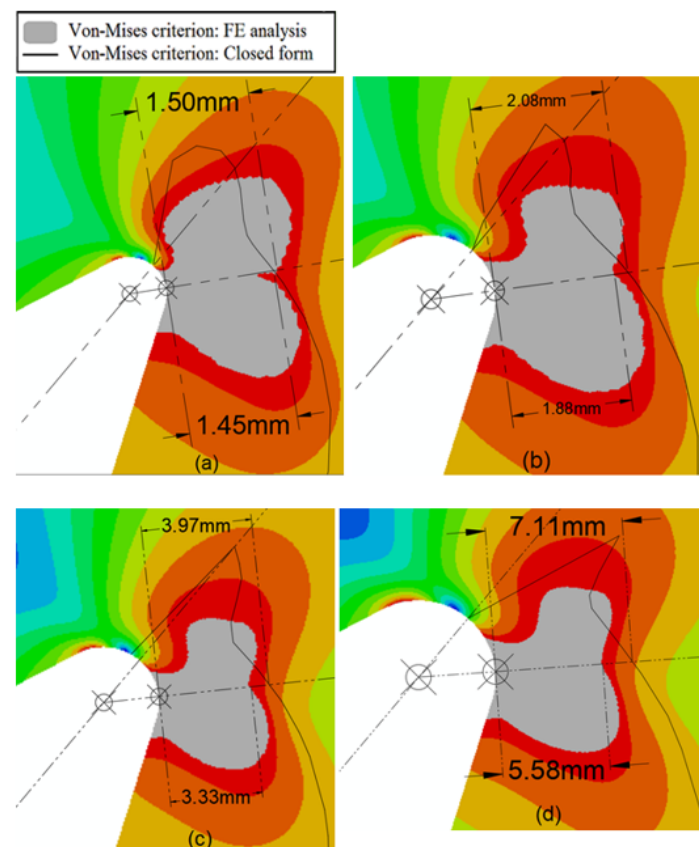 Von-Mises criterion: FE analysis
Von-Mises criterion: Closed form
1.50mm
1.45mm
(a)
2.08mm
1.88mm
(b)
3.97mm
3.33mm
(c)
7.11mm
5.58mm
(d)